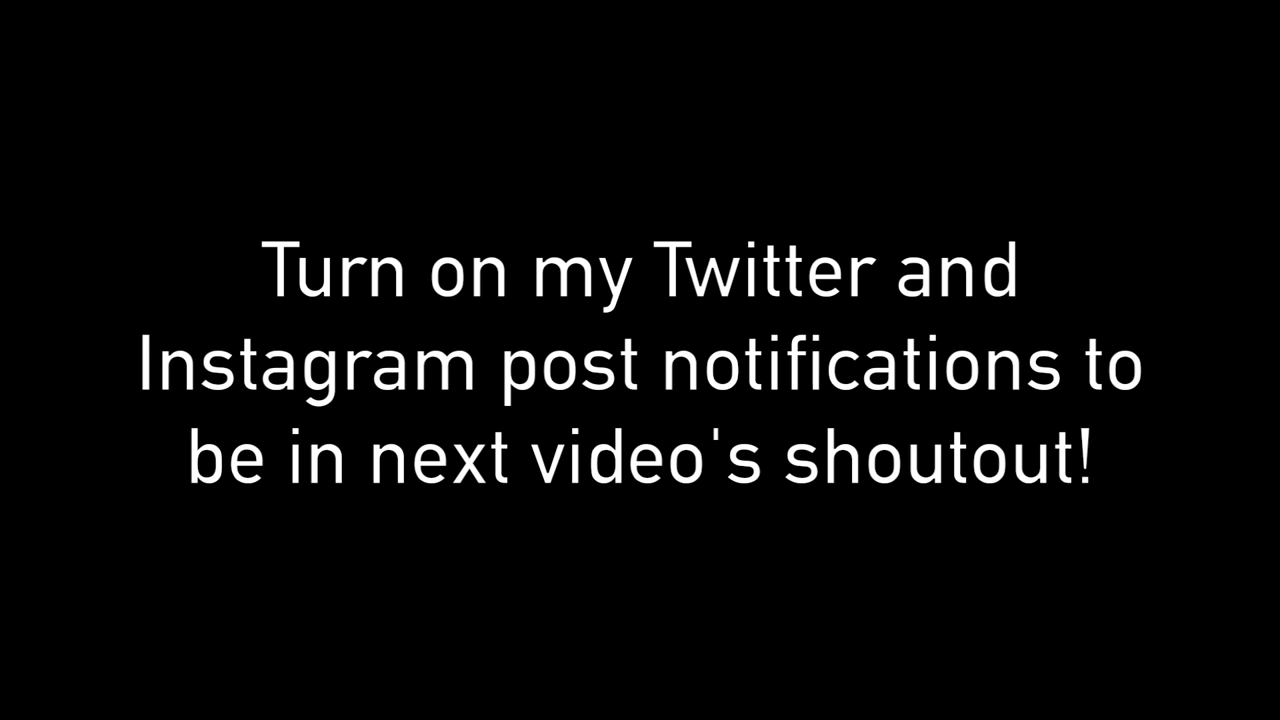 Turn on my Twitter and
Instagram post notifications to
be in next video's shoutout!